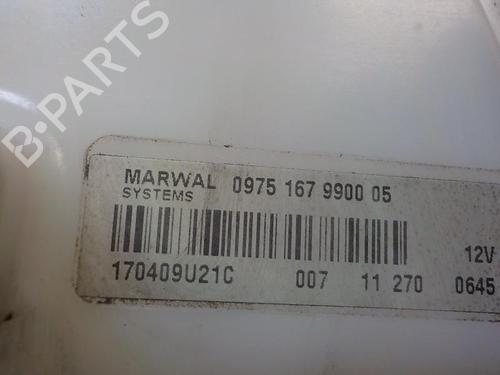 B-PARTS
MARWAL 0975 167 9900 05
SYSTEMS
12V
170409U21C 007 11 270 0645